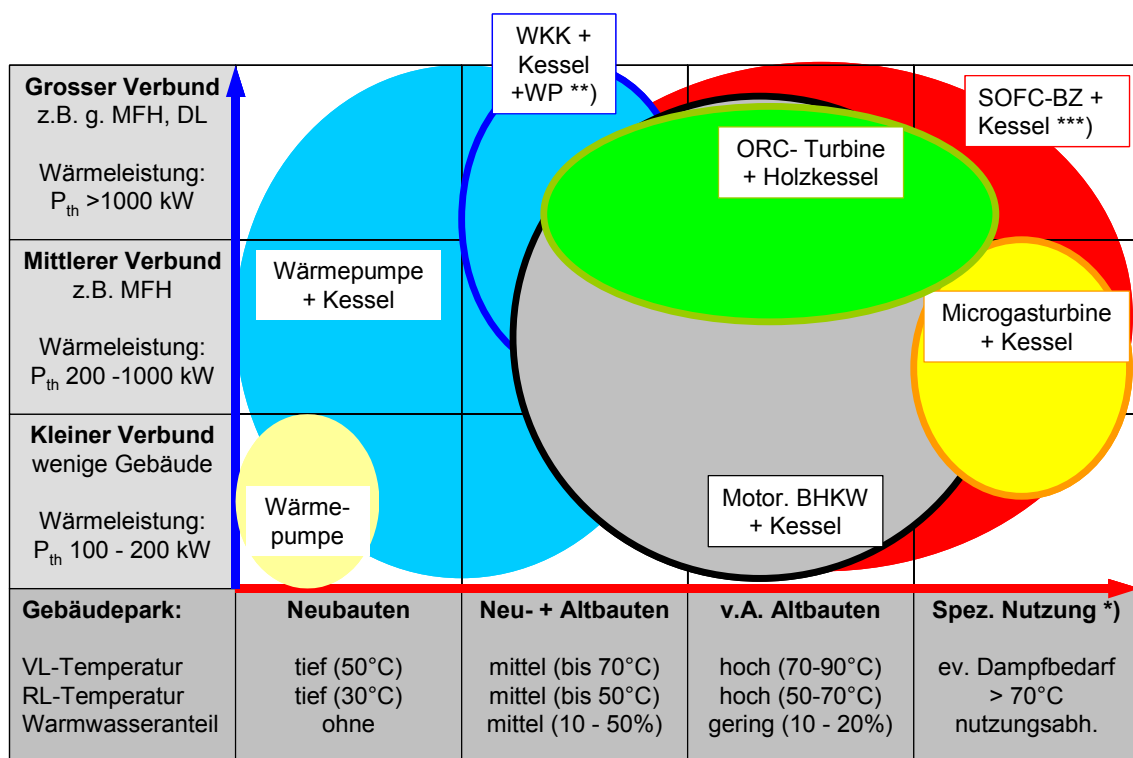 WKK +
Kessel
+WP **)
Grosser Verbund
z.B. g. MFH, DL
Wärmeleistung:
Pth >1000 kW
SOFC-BZ +
Kessel ***)
ORC- Turbine
+ Holzkessel
Mittlerer Verbund
z.B. MFH
Wärmeleistung:
Pth 200 -1000 kW
Wärmepumpe
+ Kessel
Microgasturbine
+ Kessel
Kleiner Verbund
wenige Gebäude
Wärmeleistung:
Pth 100 - 200 kW
Wärme-
pumpe
Motor. BHKW
+ Kessel
Gebäudepark: Neubauten Neu- + Altbauten v.A. Altbauten Spez. Nutzung *)
VL-Temperatur tief (50°C) mittel (bis 70°C) hoch (70-90°C) ev. Dampfbedarf
RL-Temperatur tief (30°C) mittel (bis 50°C) hoch (50-70°C) > 70°C
Warmwasseranteil ohne mittel (10 - 50%) gering (10 - 20%) nutzungsabh.